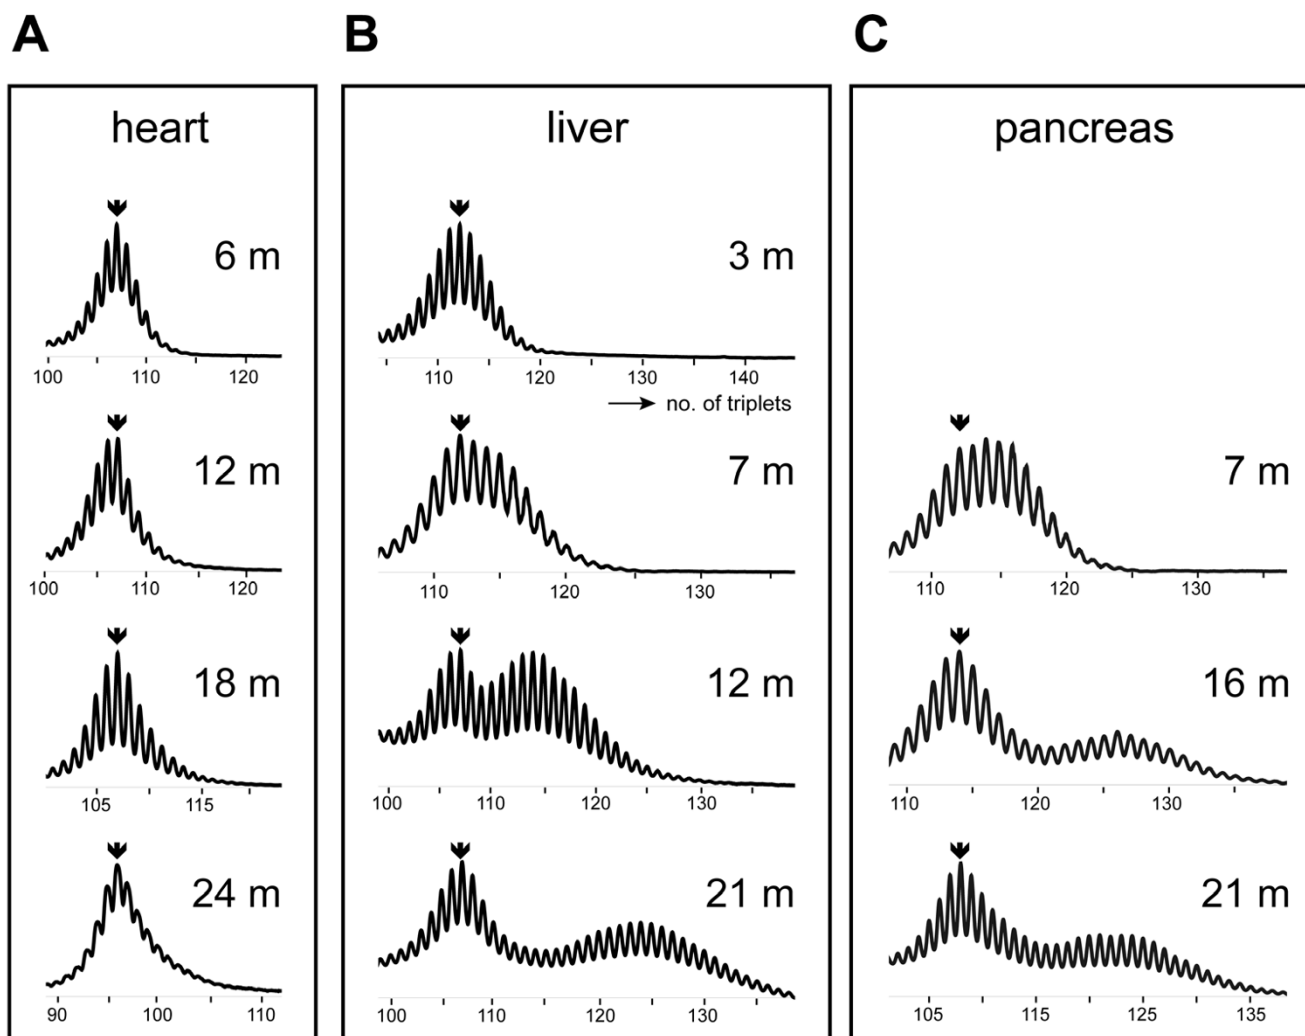 A
heart
6 m
100 110 120
12 m
100 110 120
18 m
105 115
24 m
90 100 110
B
liver
3 m
110 120 130 140
no. of triplets
7 m
110 120 130
12 m
100 110 120 130
21 m
100 110 120 130
C
pancreas
7 m
110 120 130
16 m
110 120 130
21 m
105 115 125 135